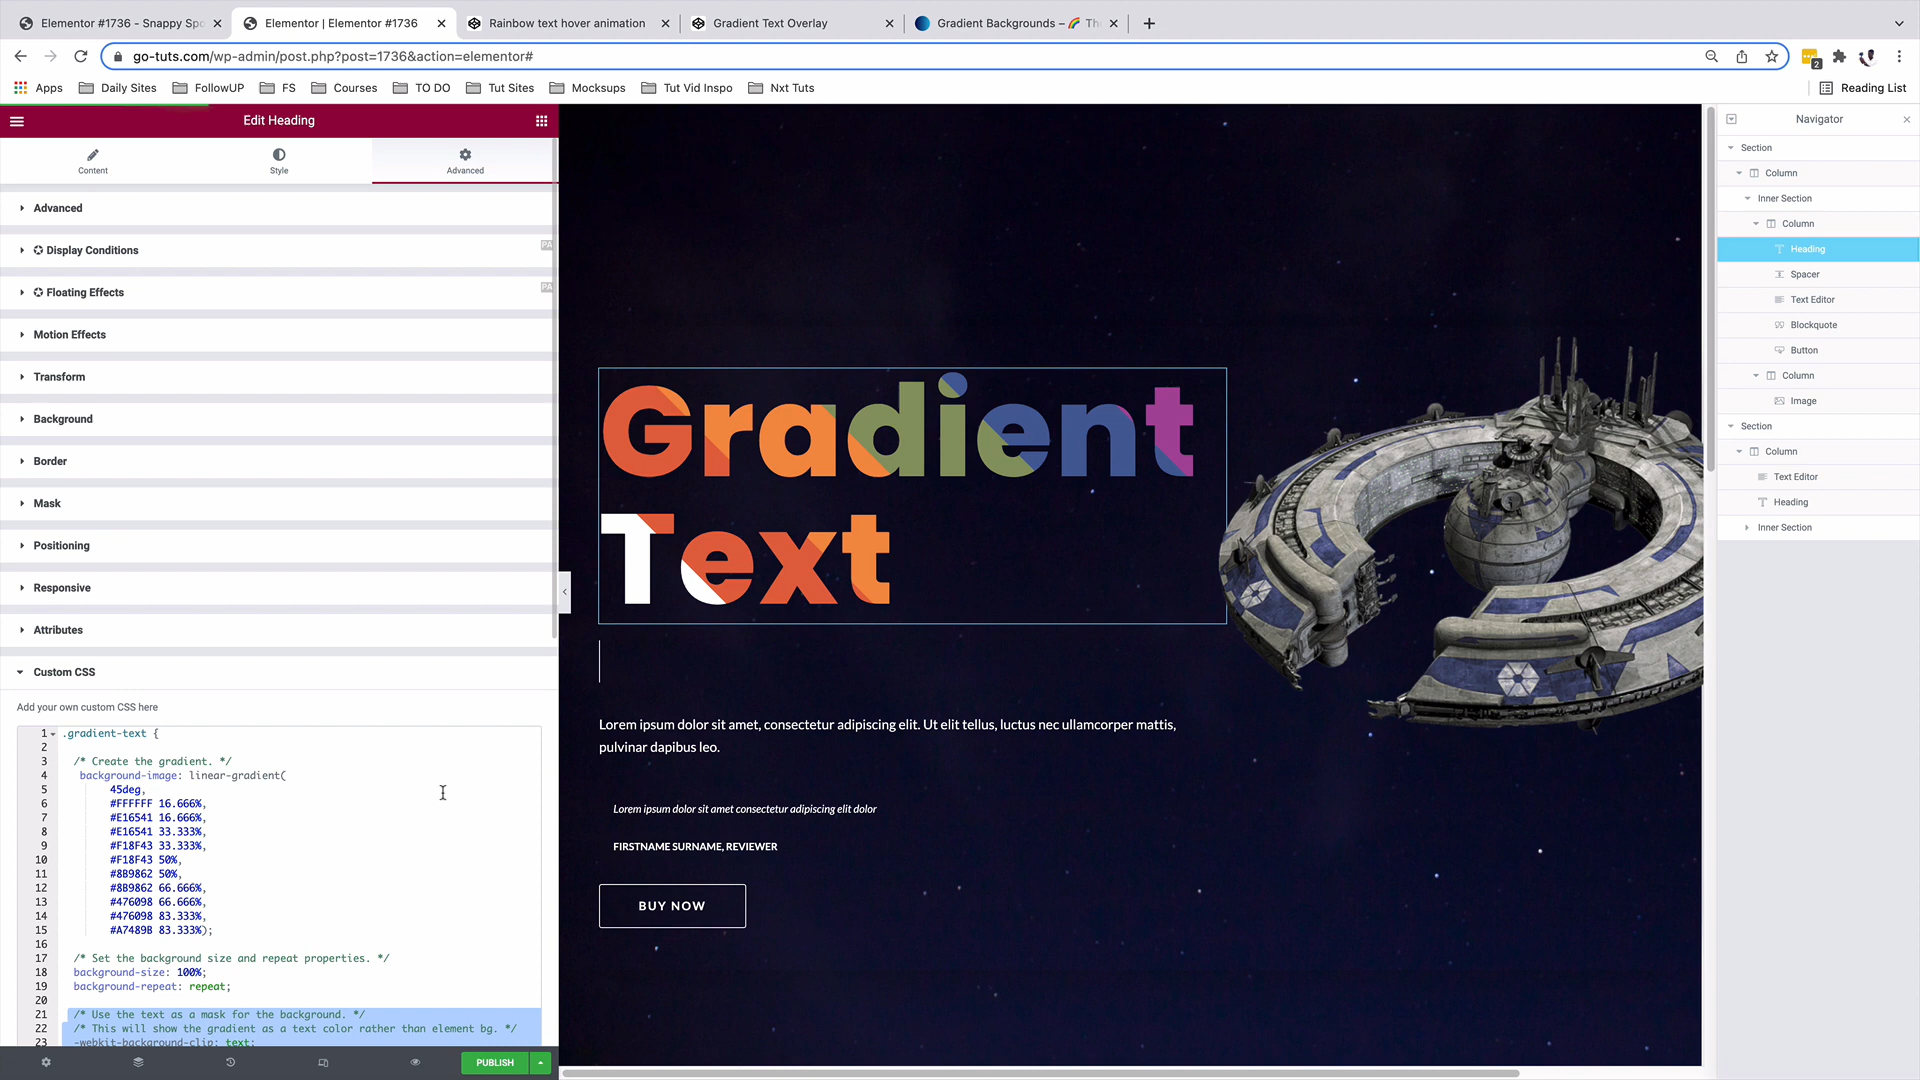 Elementor #1736 - Snappy Spo
Elementor | Elementor #1736
Rainbow text hover animation
Gradient Text Overlay
Gradient Backgrounds – 🌈 Th
go-tuts.com/wp-admin/post.php?post=1736&action=elementor#
2
Apps
Daily Sites
FollowUP
FS
Courses
TO DO
Tut Sites
Mocksups
Tut Vid Inspo
Nxt Tuts
Reading List
Edit Heading
Content
Style
Advanced
Advanced
Display Conditions
PA
Floating Effects
PA
Motion Effects
Transform
Background
Border
Mask
Positioning
Responsive
Attributes
Custom CSS
Add your own custom CSS here
1 .gradient-text {
2
3 /* Create the gradient. */
4 background-image: linear-gradient(
5 45deg,
6 #FFFFFF 16.666%,
7 #E16541 16.666%,
8 #E16541 33.333%,
9 #F18F43 33.333%,
10 #F18F43 50%,
11 #8B9862 50%,
12 #8B9862 66.666%,
13 #476098 66.666%,
14 #476098 83.333%,
15 #A7489B 83.333%);
16
17 /* Set the background size and repeat properties. */
18 background-size: 100%;
19 background-repeat: repeat;
20
21 /* Use the text as a mask for the background. */
22 /* This will show the gradient as a text color rather than element bg. */
23 -webkit-background-clip: text;
PUBLISH
Gradient
Text
Lorem ipsum dolor sit amet, consectetur adipiscing elit. Ut elit tellus, luctus nec ullamcorper mattis,
pulvinar dapibus leo.
Lorem ipsum dolor sit amet consectetur adipiscing elit dolor
FIRSTNAME SURNAME, REVIEWER
BUY NOW
Navigator
Section
Column
Inner Section
Column
Heading
Spacer
Text Editor
Blockquote
Button
Column
Image
Section
Column
Text Editor
Heading
Inner Section